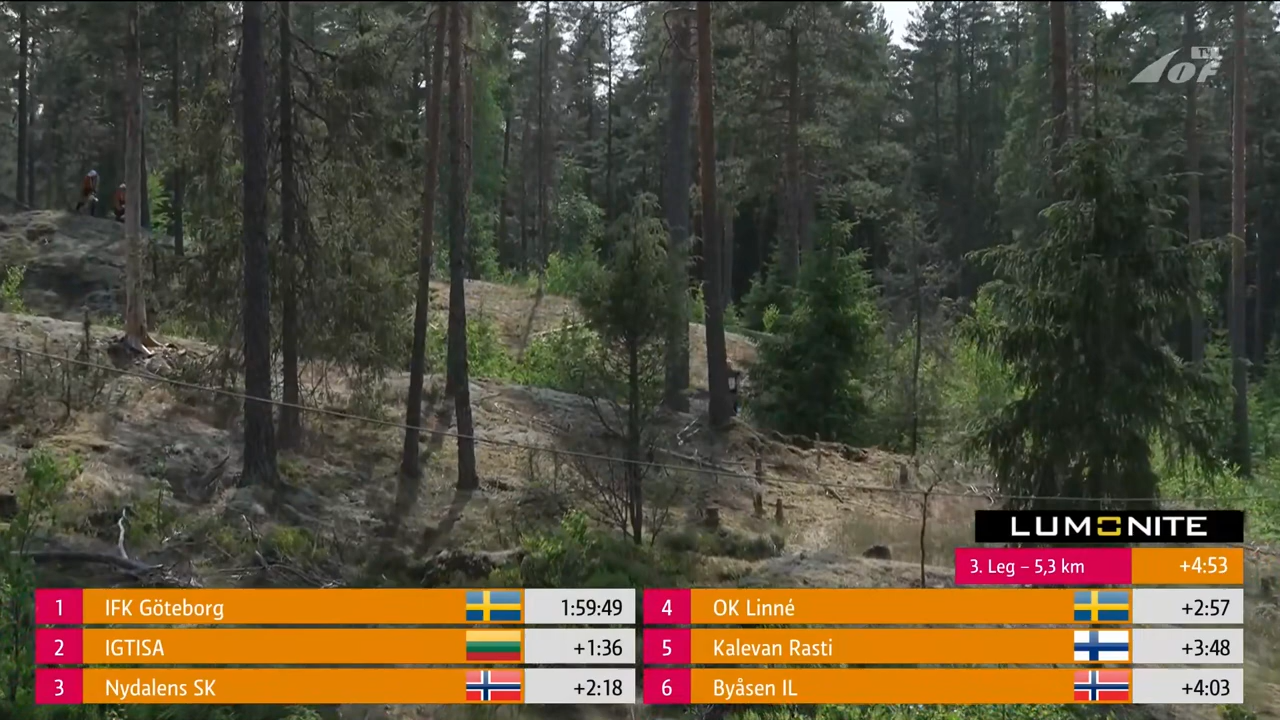 TV
AOF
LUMONITE
3. Leg – 5,3 km +4:53
1 IFK Göteborg 1:59:49
2 IGTISA +1:36
3 Nydalens SK +2:18
4 OK Linné +2:57
5 Kalevan Rasti +3:48
6 Byåsen IL +4:03